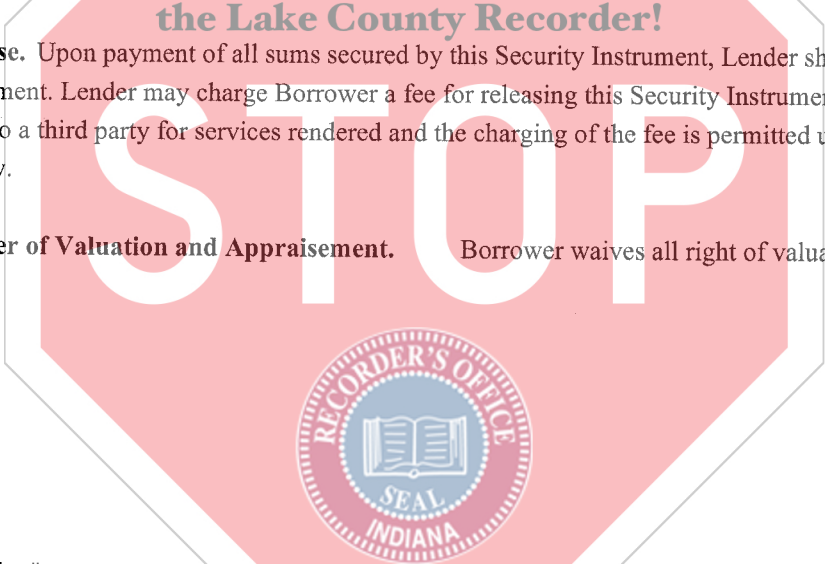 the Lake County Recorder!
se. Upon payment of all sums secured by this Security Instrument, Lender sh
ment. Lender may charge Borrower a fee for releasing this Security Instrumen
o a third party for services rendered and the charging of the fee is permitted u
y.
STOP
er of Valuation and Appraisement. Borrower waives all right of valua
RECORDER'S OFFICE
SEAL
INDIANA